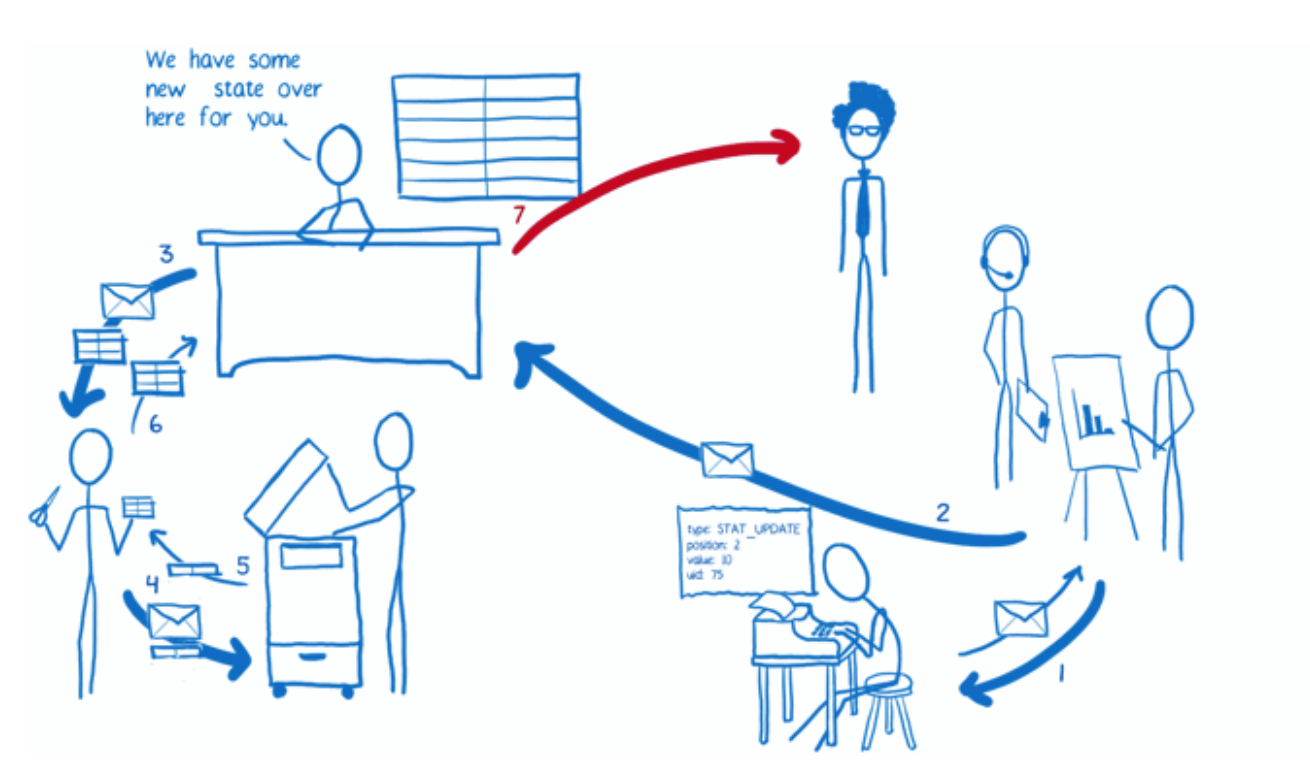 We have some
new state over
here for you.
7
3
6
5
4
2
type: STAT_UPDATE
position: 2
value: 10
uid: 75
1